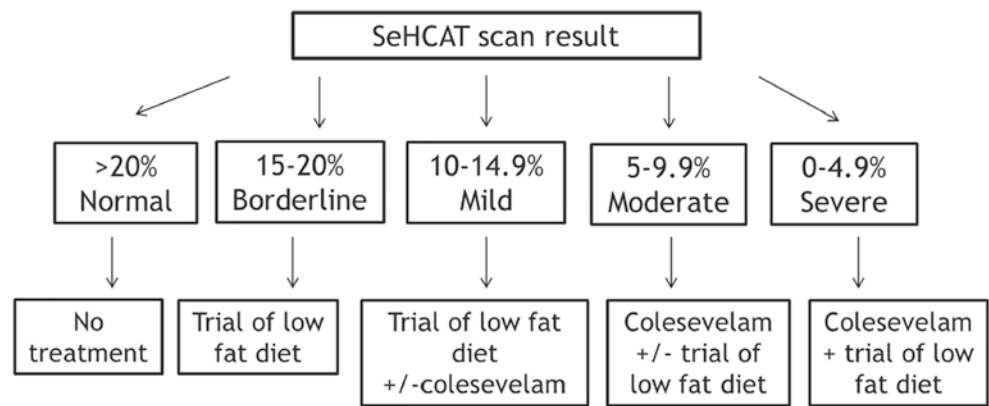 SeHCAT scan result
>20%
Normal
15-20%
Borderline
10-14.9%
Mild
5-9.9%
Moderate
0-4.9%
Severe
No
treatment
Trial of low
fat diet
Trial of low fat
diet
+/-colesevelam
Colesevelam
+/- trial of
low fat diet
Colesevelam
+ trial of low
fat diet